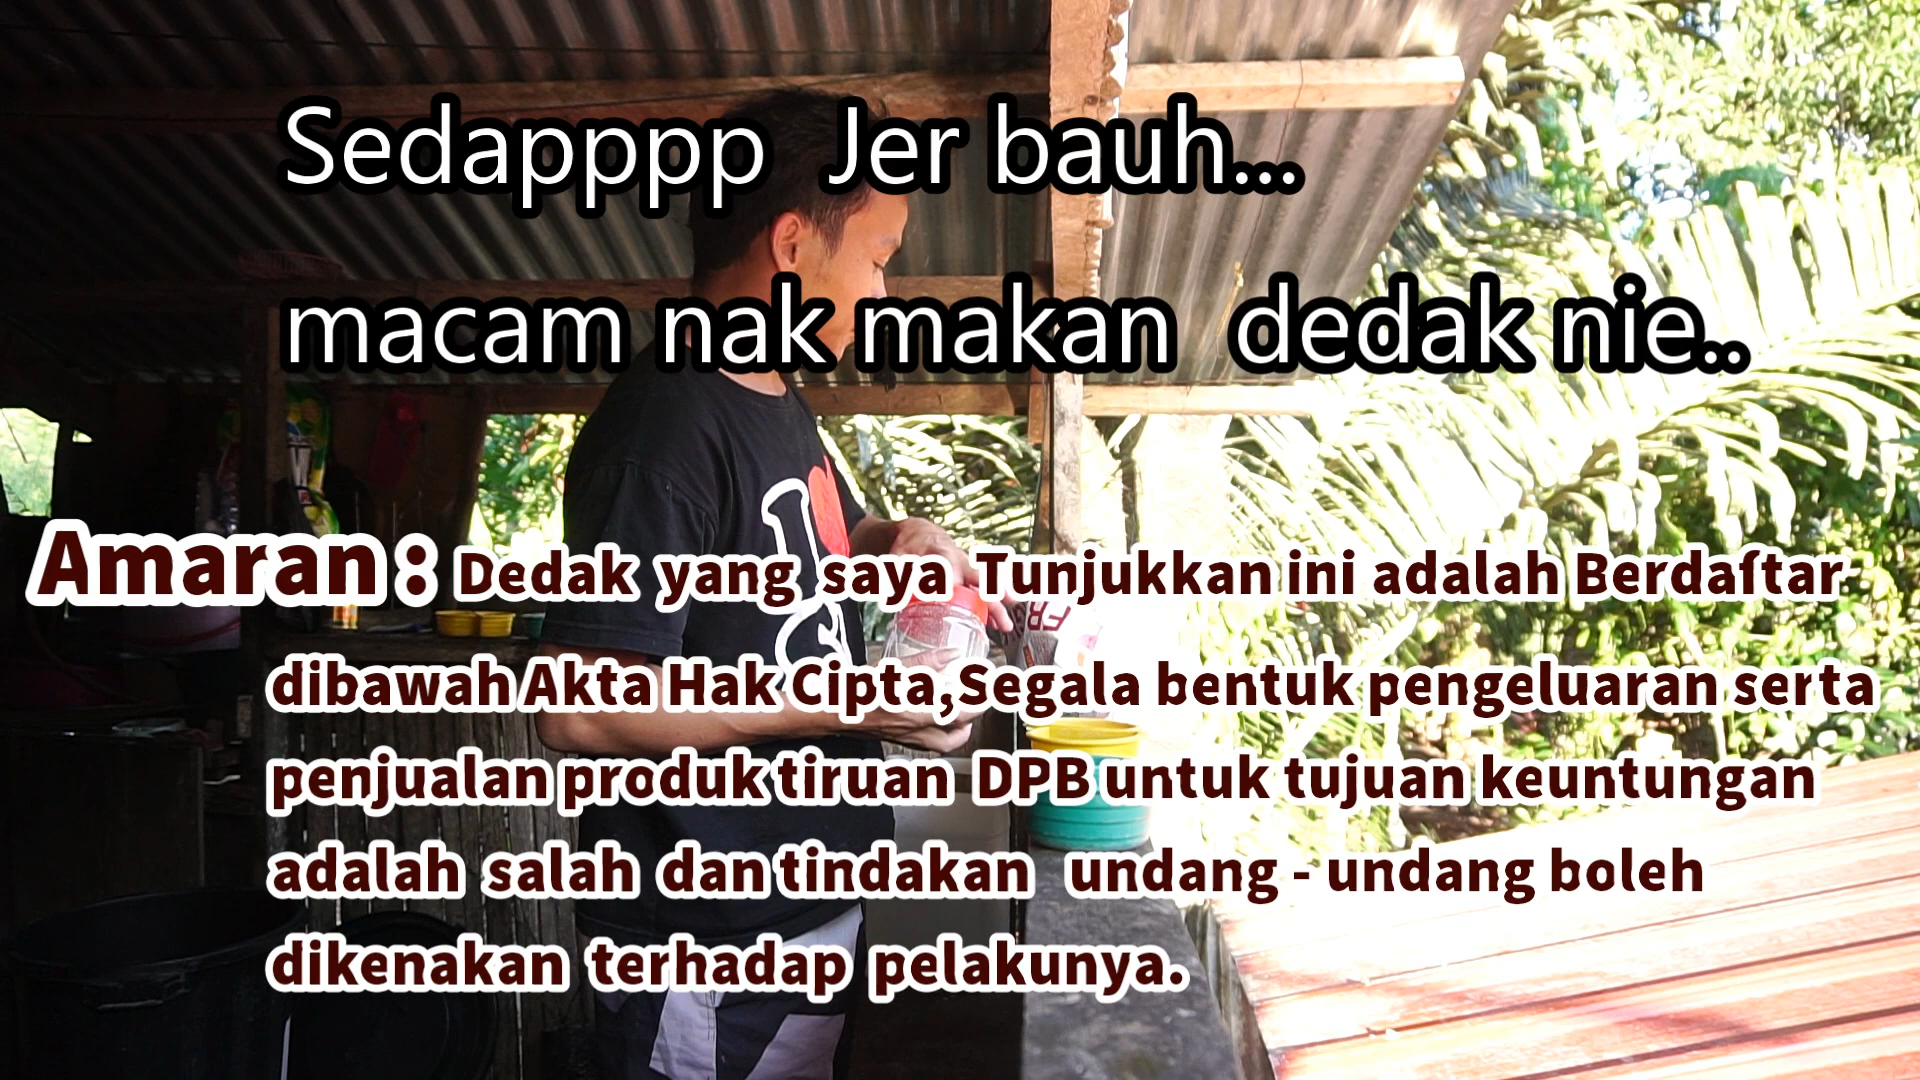 Sedapppp Jer bauh...
macam nak makan dedak nie..
Amaran : Dedak yang saya Tunjukkan ini adalah Berdaftar
dibawah Akta Hak Cipta,Segala bentuk pengeluaran serta
penjualan produk tiruan DPB untuk tujuan keuntungan
adalah salah dan tindakan undang - undang boleh
dikenakan terhadap pelakunya.